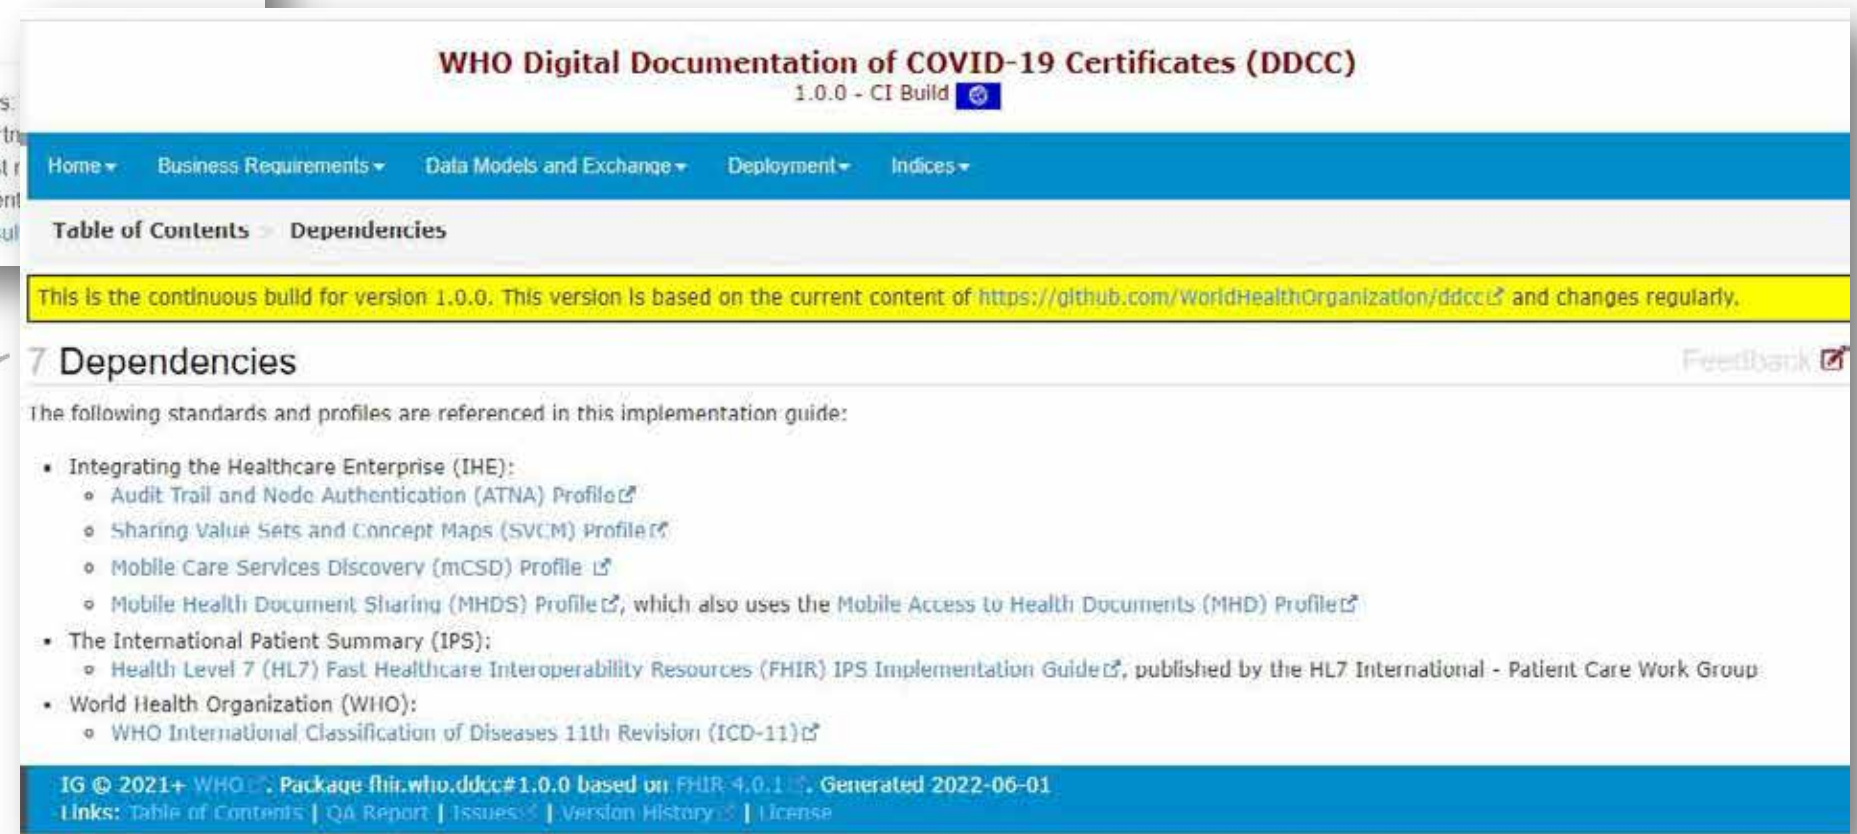 WHO Digital Documentation of COVID-19 Certificates (DDCC)
1.0.0 - CI Build
Home Business Requirements Data Models and Exchange Deployment Indices
Table of Contents Dependencies
This is the continuous build for version 1.0.0. This version is based on the current content of https://github.com/WorldHealthOrganization/ddcc and changes regularly.
7 Dependencies
Feedback
The following standards and profiles are referenced in this implementation guide:
• Integrating the Healthcare Enterprise (IHE):
Audit Trail and Node Authentication (ATNA) Profile
Sharing Value Sets and Concept Maps (SVCM) Profile
Mobile Care Services Discovery (mCSD) Profile
Mobile Health Document Sharing (MHDS) Profile, which also uses the Mobile Access to Health Documents (MHD) Profile
• The International Patient Summary (IPS):
Health Level 7 (HL7) Fast Healthcare Interoperability Resources (FHIR) IPS Implementation Guide, published by the HL7 International - Patient Care Work Group
• World Health Organization (WHO):
WHO International Classification of Diseases 11th Revision (ICD-11)
IG © 2021+ WHO. Package fhir.who.ddcc#1.0.0 based on FHIR 4.0.1. Generated 2022-06-01
Links: Table of Contents | QA Report | Issues | Version History | License